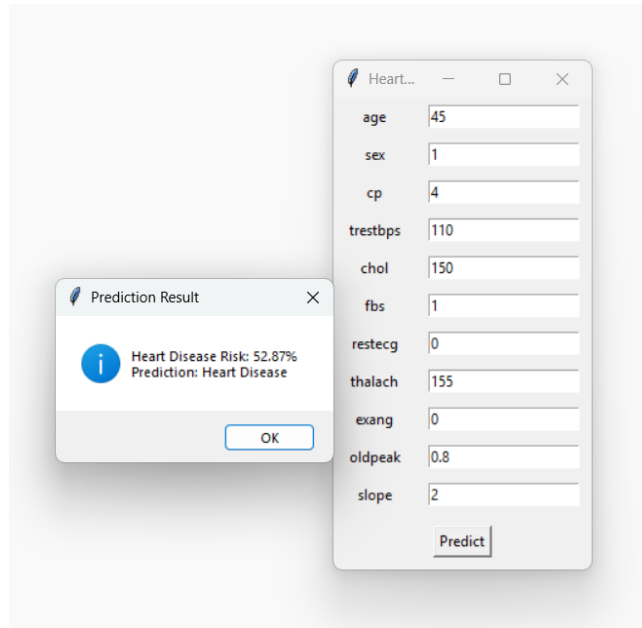 Heart...
age 45
sex 1
cp 4
trestbps 110
chol 150
fbs 1
restecg 0
thalach 155
exang 0
oldpeak 0.8
slope 2
Predict
Prediction Result
Heart Disease Risk: 52.87%
Prediction: Heart Disease
OK